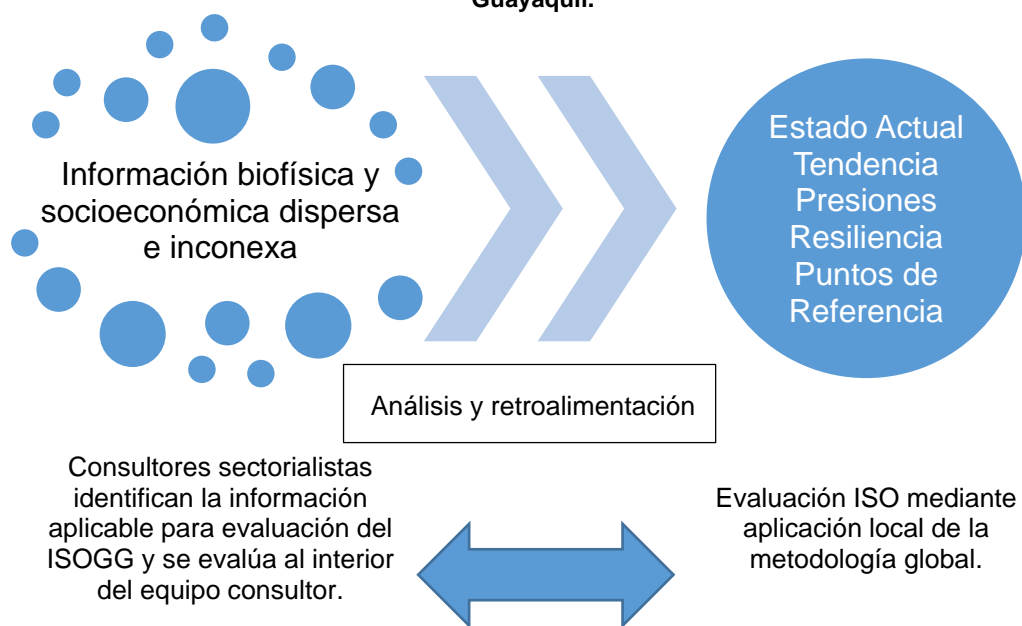 Guayaquil.
Información biofísica y
socioeconómica dispersa
e inconexa
Estado Actual
Tendencia
Presiones
Resiliencia
Puntos de
Referencia
Análisis y retroalimentación
Consultores sectorialistas
identifican la información
aplicable para evaluación del
ISOGG y se evalúa al interior
del equipo consultor.
Evaluación ISO mediante
aplicación local de la
metodología global.